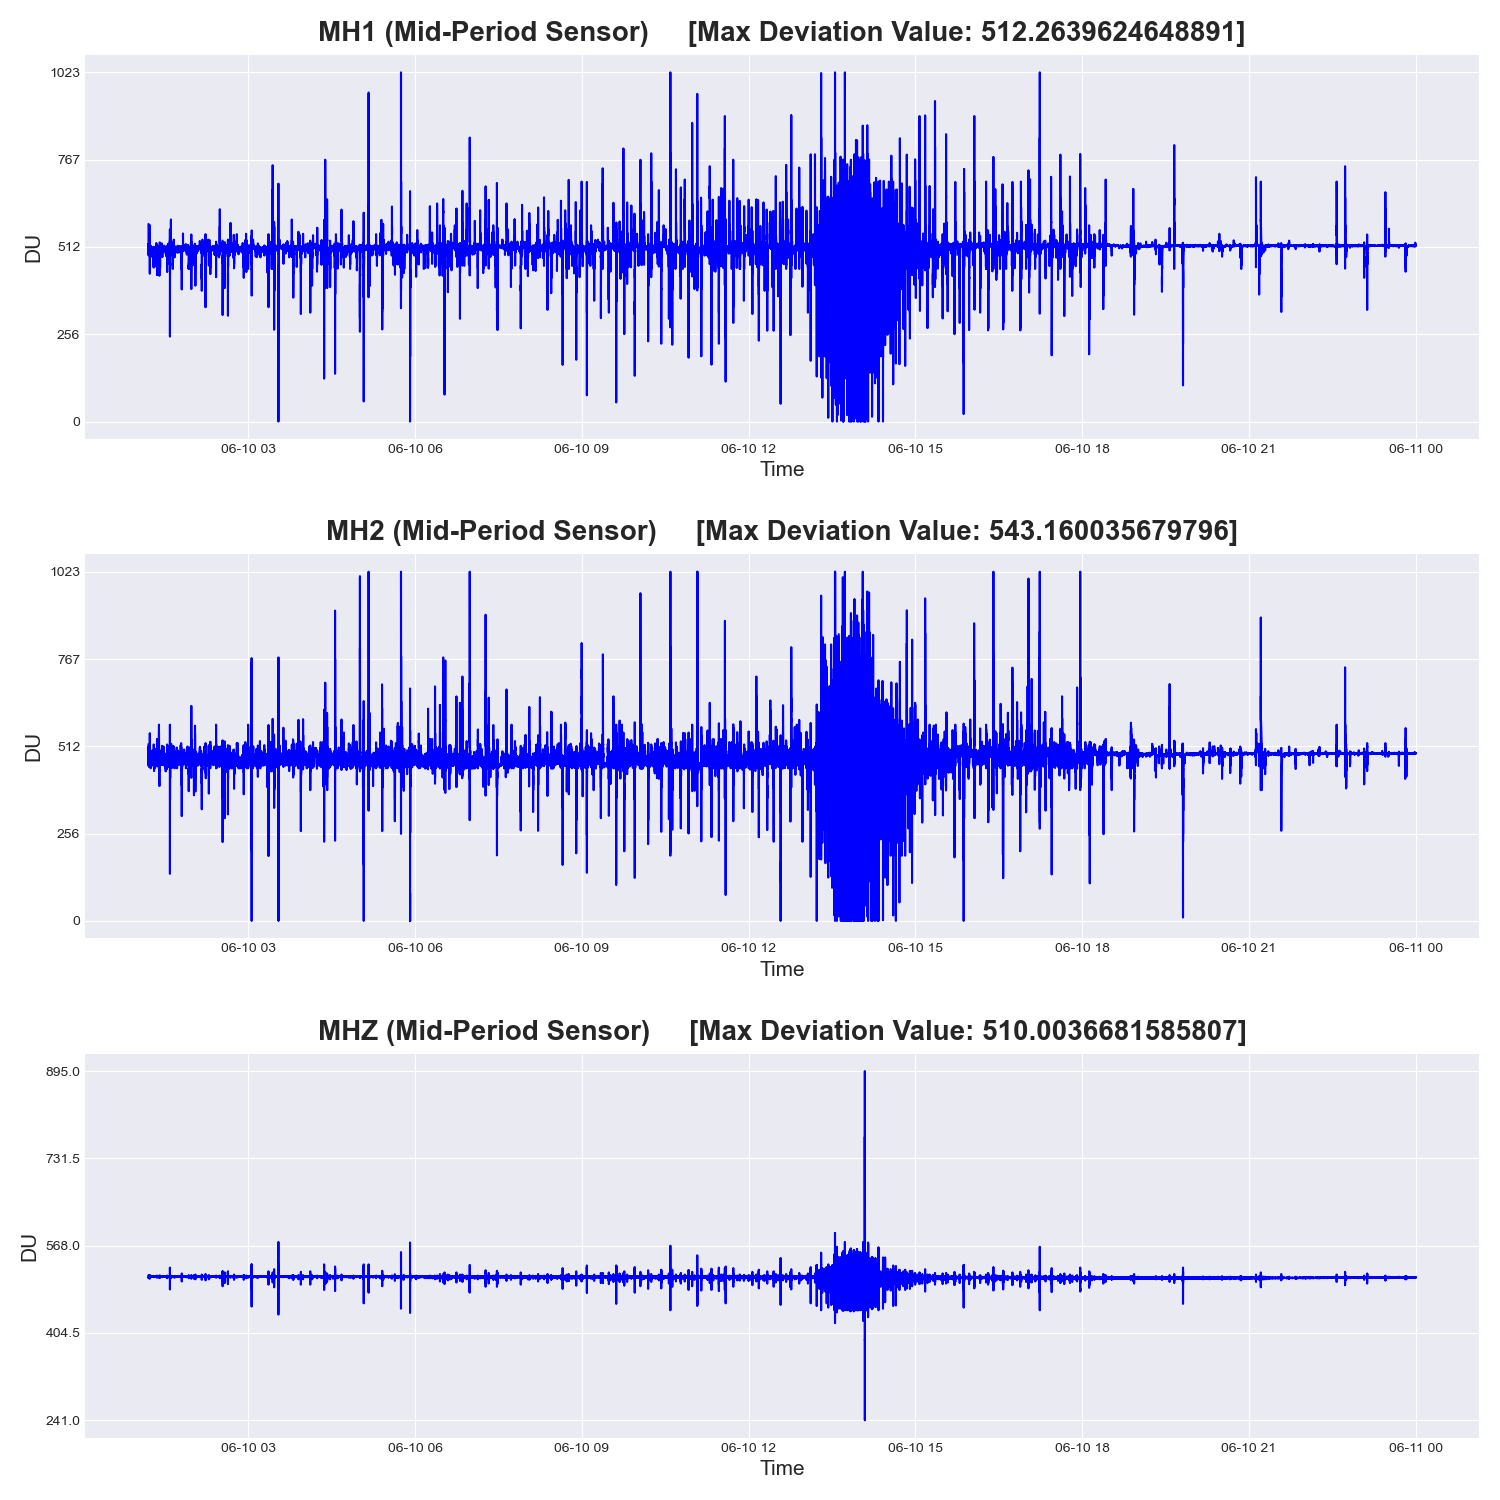 MH1 (Mid-Period Sensor) [Max Deviation Value: 512.2639624648891]
1023
767
512
256
0
DU
06-10 03 06-10 06 06-10 09 06-10 12 06-10 15 06-10 18 06-10 21 06-11 00
Time
MH2 (Mid-Period Sensor) [Max Deviation Value: 543.160035679796]
1023
767
512
256
0
DU
06-10 03 06-10 06 06-10 09 06-10 12 06-10 15 06-10 18 06-10 21 06-11 00
Time
MHZ (Mid-Period Sensor) [Max Deviation Value: 510.0036681585807]
895.0
731.5
568.0
404.5
241.0
DU
06-10 03 06-10 06 06-10 09 06-10 12 06-10 15 06-10 18 06-10 21 06-11 00
Time